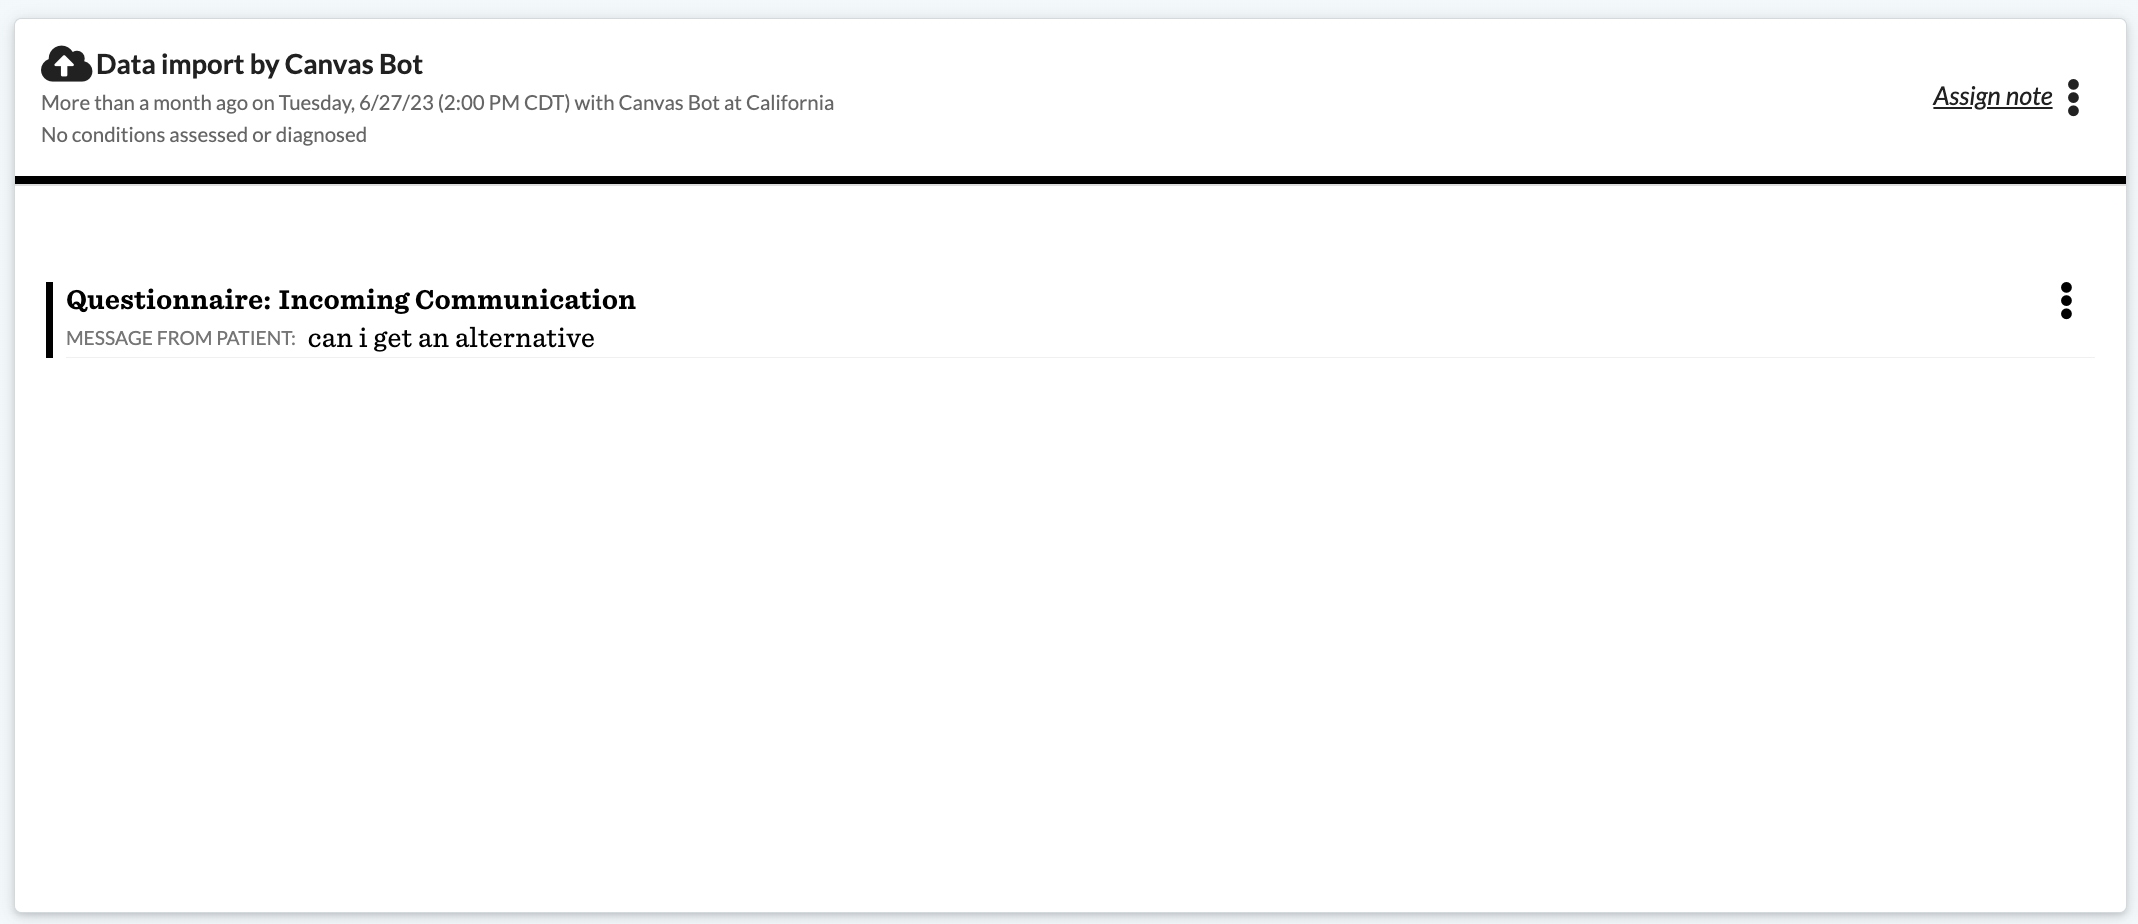 Data import by Canvas Bot
More than a month ago on Tuesday, 6/27/23 (2:00 PM CDT) with Canvas Bot at California
No conditions assessed or diagnosed
Assign note
Questionnaire: Incoming Communication
MESSAGE FROM PATIENT: can i get an alternative